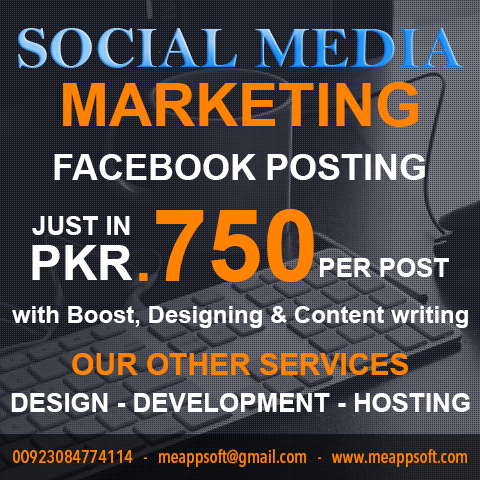 SOCIAL MEDIA
MARKETING
FACEBOOK POSTING
JUST IN
PKR.750 PER POST
with Boost, Designing & Content writing
OUR OTHER SERVICES
DESIGN - DEVELOPMENT - HOSTING
00923084774114 - meappsoft@gmail.com - www.meappsoft.com